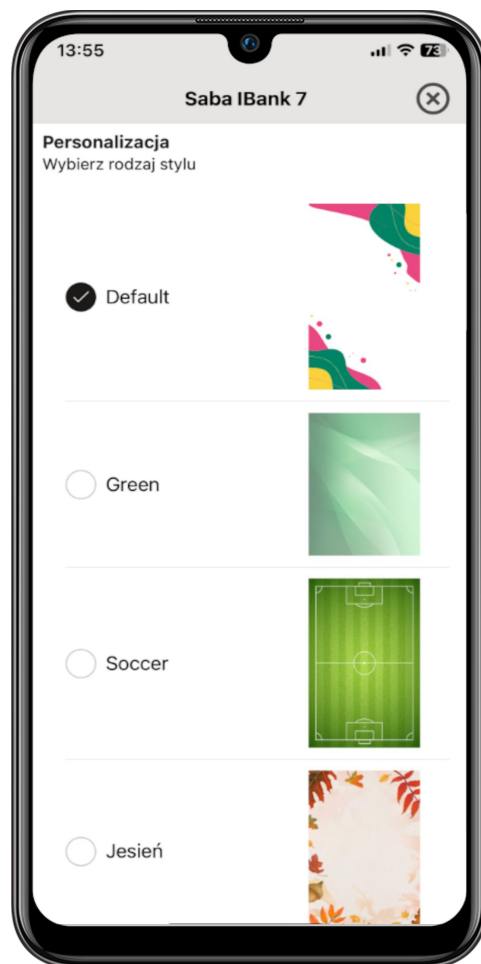 13:55
73
Saba IBank 7
Personalizacja
Wybierz rodzaj stylu
Default
Green
Soccer
Jesień